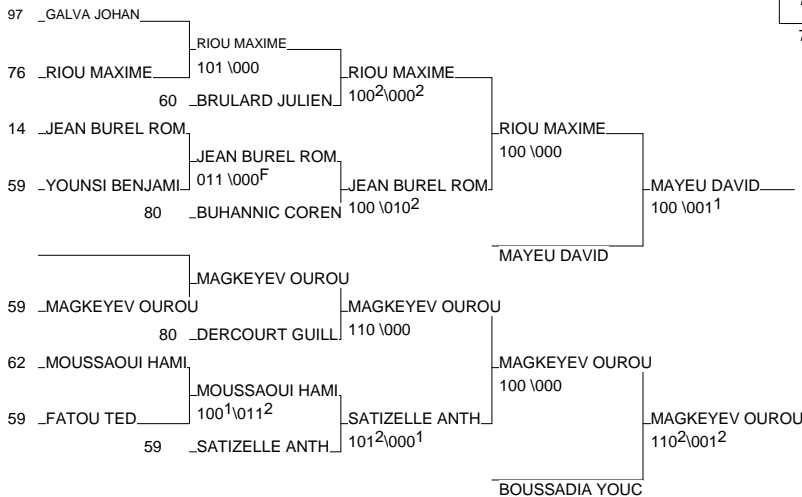 97 GALVA JOHAN
RIOU MAXIME
101 \000
76 RIOU MAXIME
RIOU MAXIME
100²\000²
60 BRULARD JULIEN
14 JEAN BUREL ROM
RIOU MAXIME
100 \000
JEAN BUREL ROM
011 \000F
59 YOUNSI BENJAMI
JEAN BUREL ROM
100 \010²
MAYEU DAVID
100 \001¹
80 BUHANNIC COREN
MAYEU DAVID
MAGKEYEV OUROU
59 MAGKEYEV OUROU
MAGKEYEV OUROU
110 \000
80 DERCOURT GUILL
62 MOUSSAOUI HAMI
MAGKEYEV OUROU
100 \000
MOUSSAOUI HAMI
100¹\011²
59 FATOU TED
SATIZELLE ANTH
101²\000¹
MAGKEYEV OUROU
110²\001²
59 SATIZELLE ANTH
BOUSSADIA YOUC